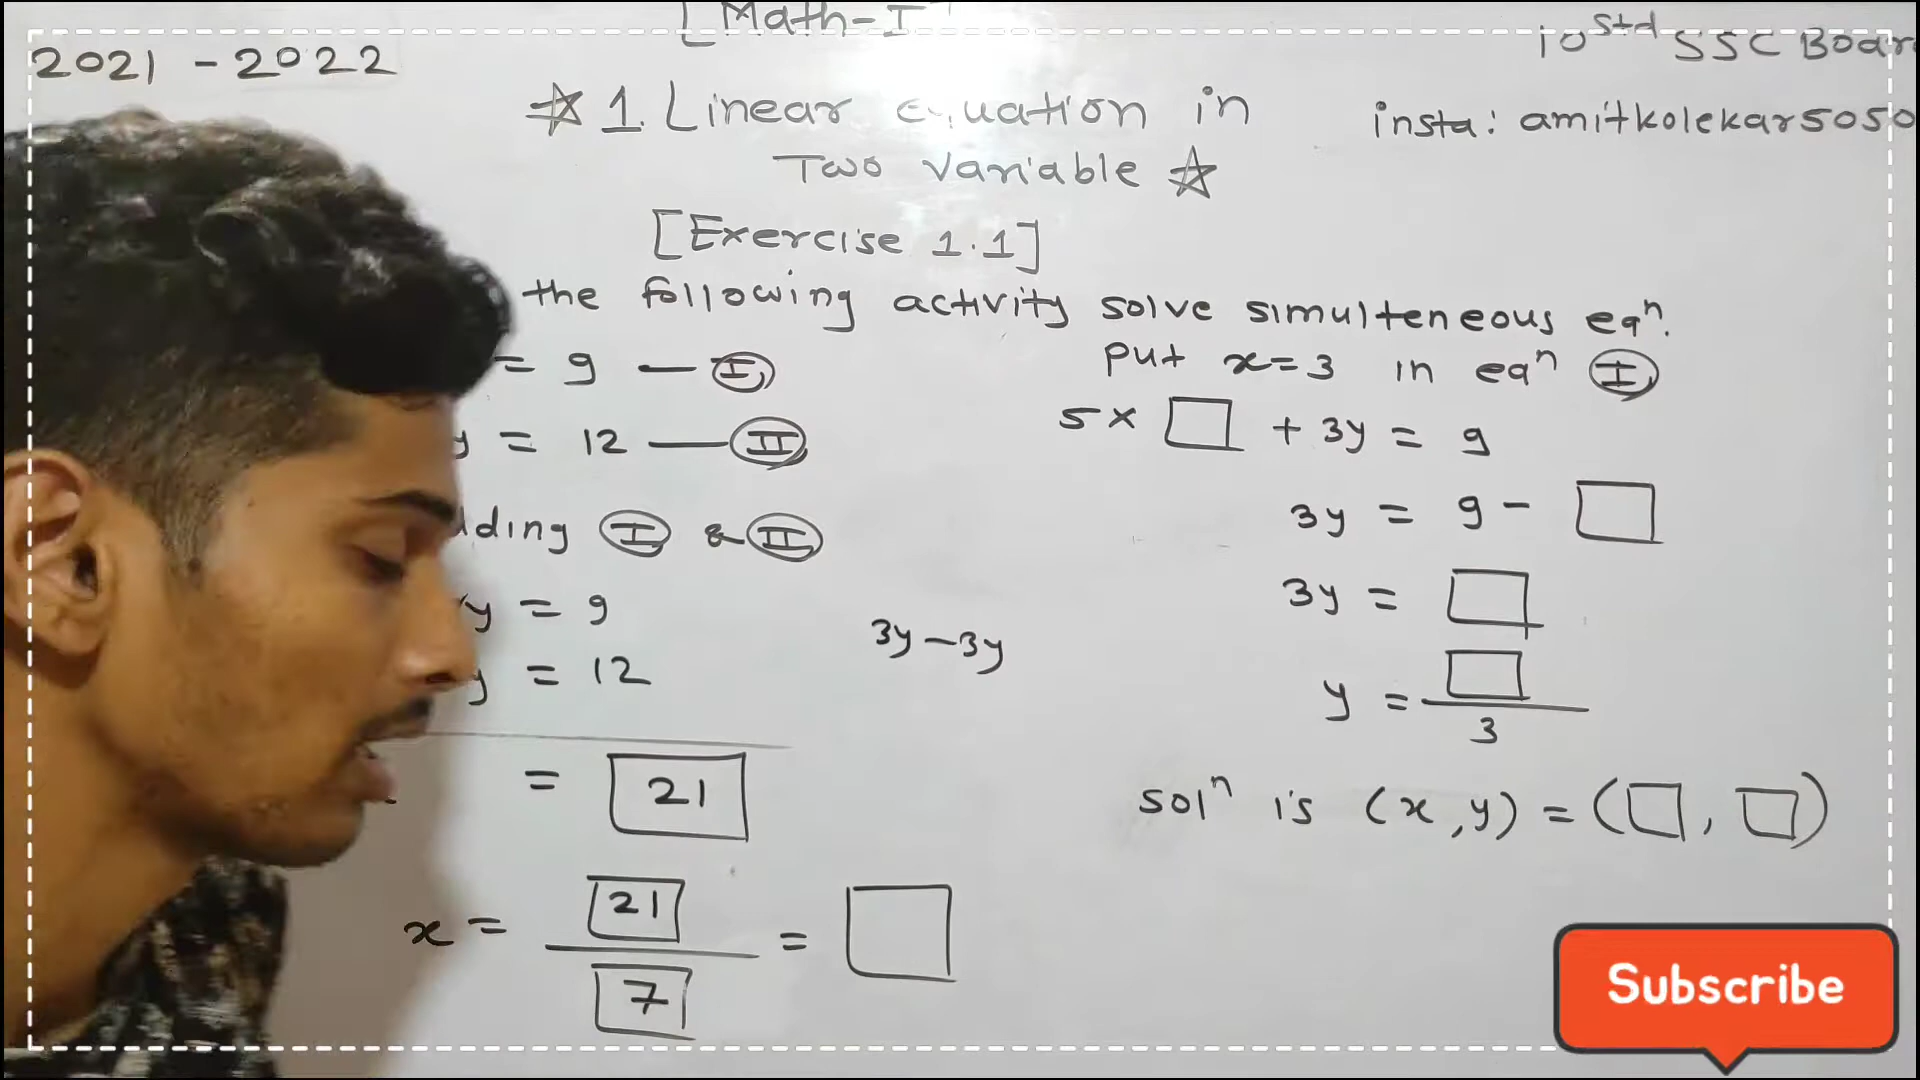 [Math-I
2021 - 2022
10std SSC Boar
☆ 1. Linear equation in
Two Variable ☆
insta: amitkolekar5050
[Exercise 1.1]
the following activity solve simulteneous eqⁿ.
= 9 — I
y = 12 — II
dding I & II
y = 9
y = 12
3y - 3y
= 21
x = 21/7 = □
put x=3 in eqⁿ I
5 × □ + 3y = 9
3y = 9 - □
3y = □
y = □/3
solⁿ is (x,y) = (□, □)
Subscribe